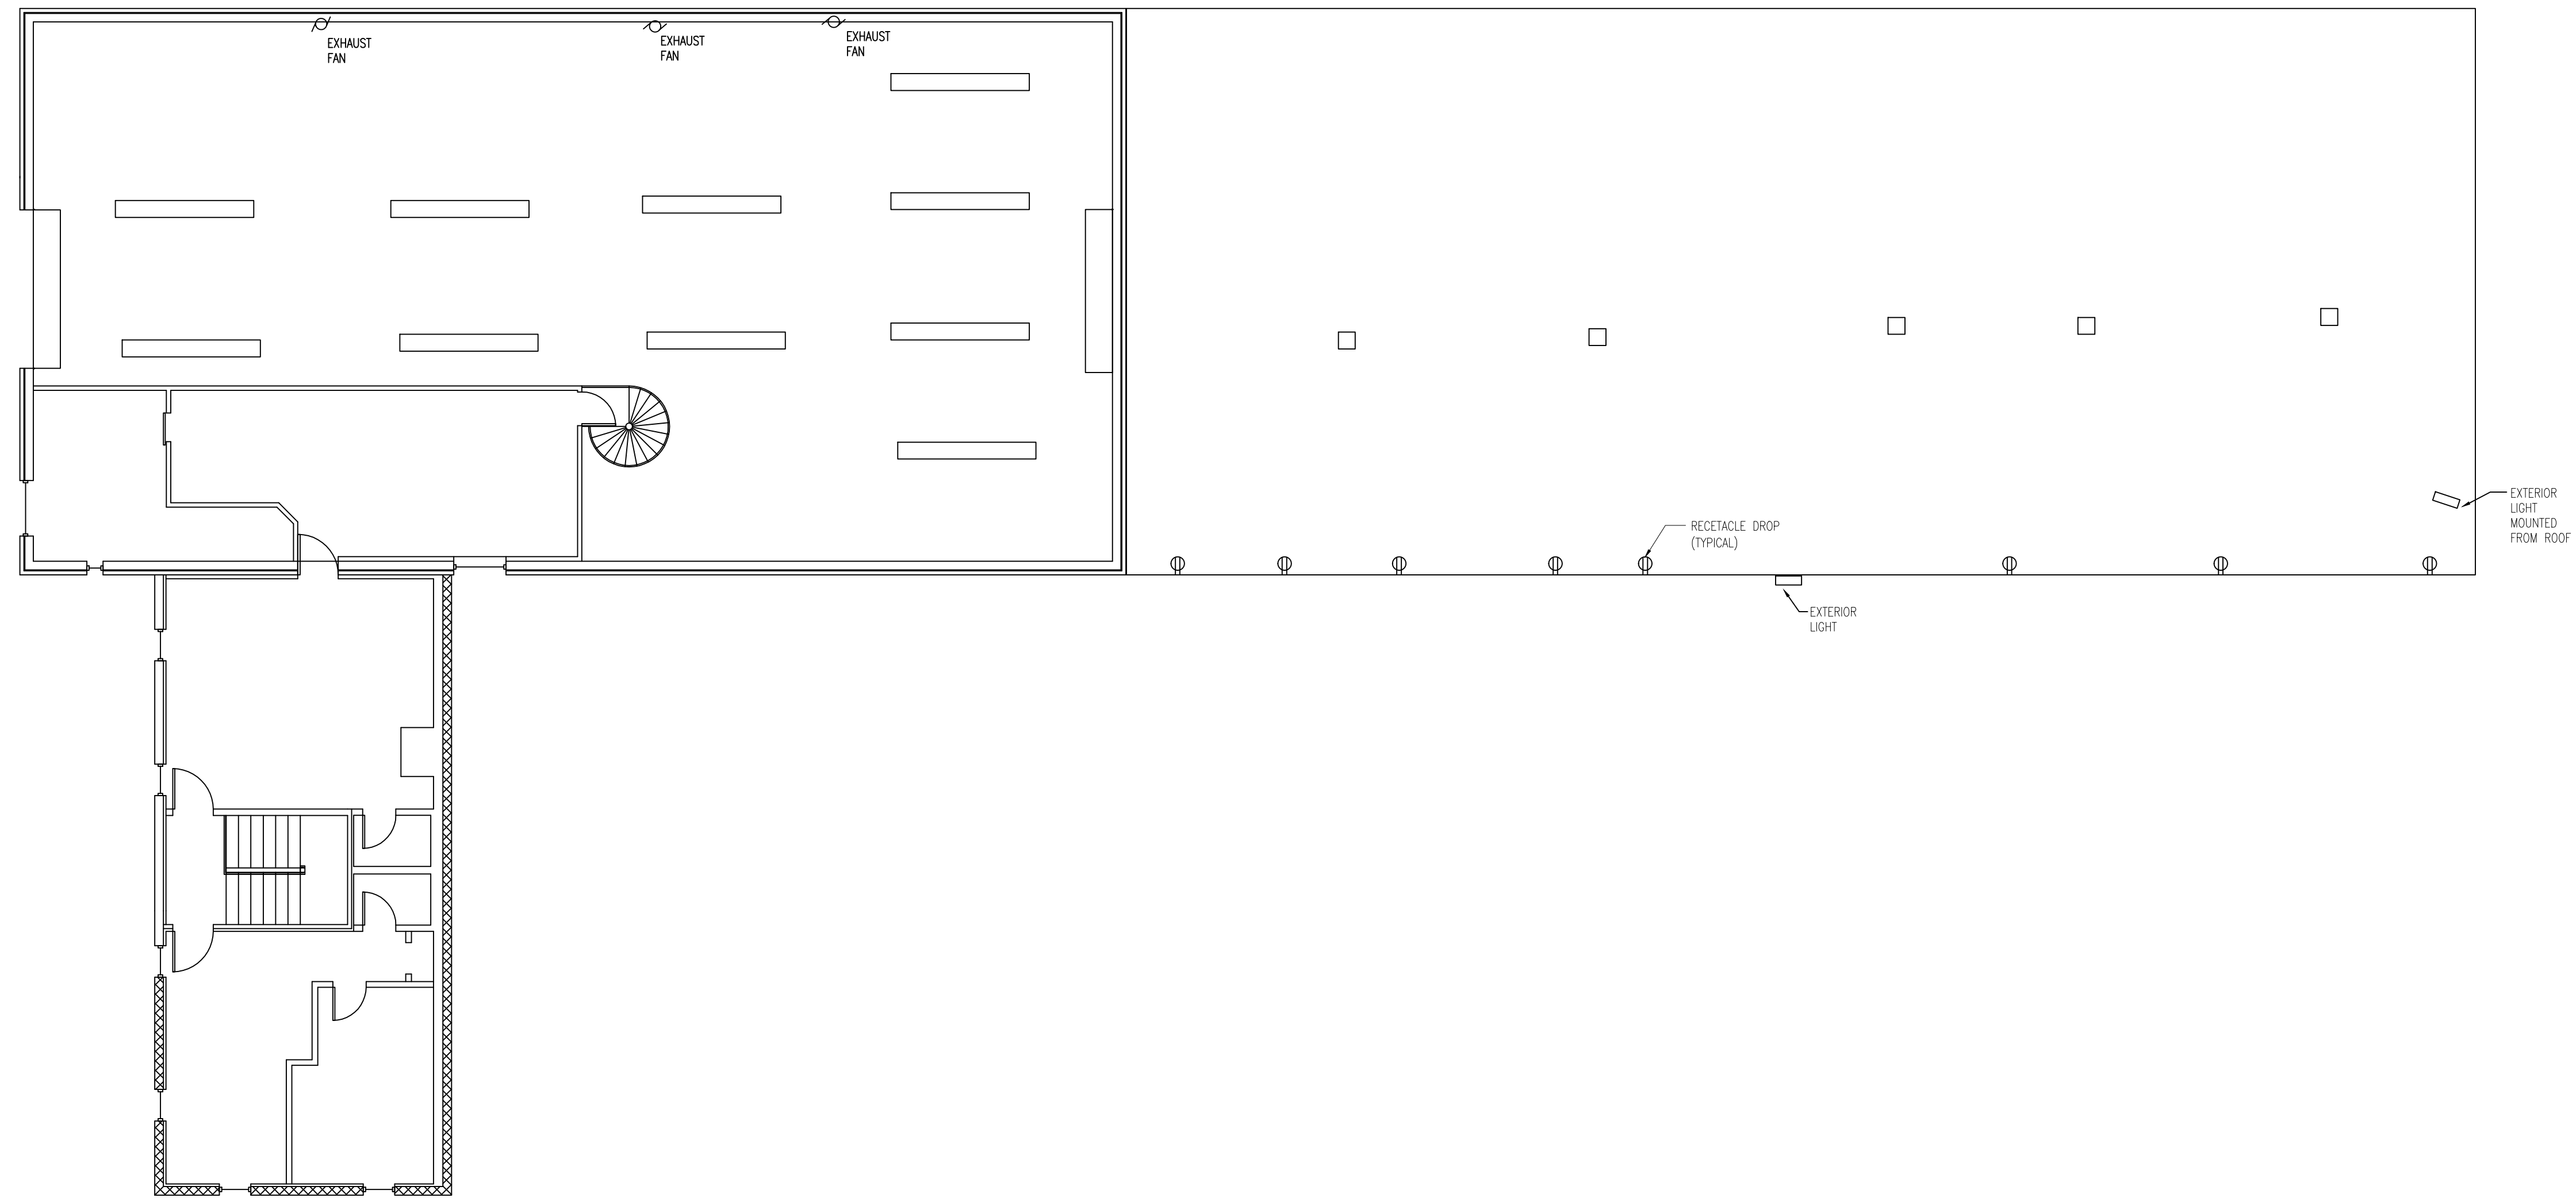 EXHAUST
FAN
EXHAUST
FAN
EXHAUST
FAN
EXTERIOR
LIGHT
MOUNTED
FROM ROOF
RECETACLE DROP
(TYPICAL)
EXTERIOR
LIGHT